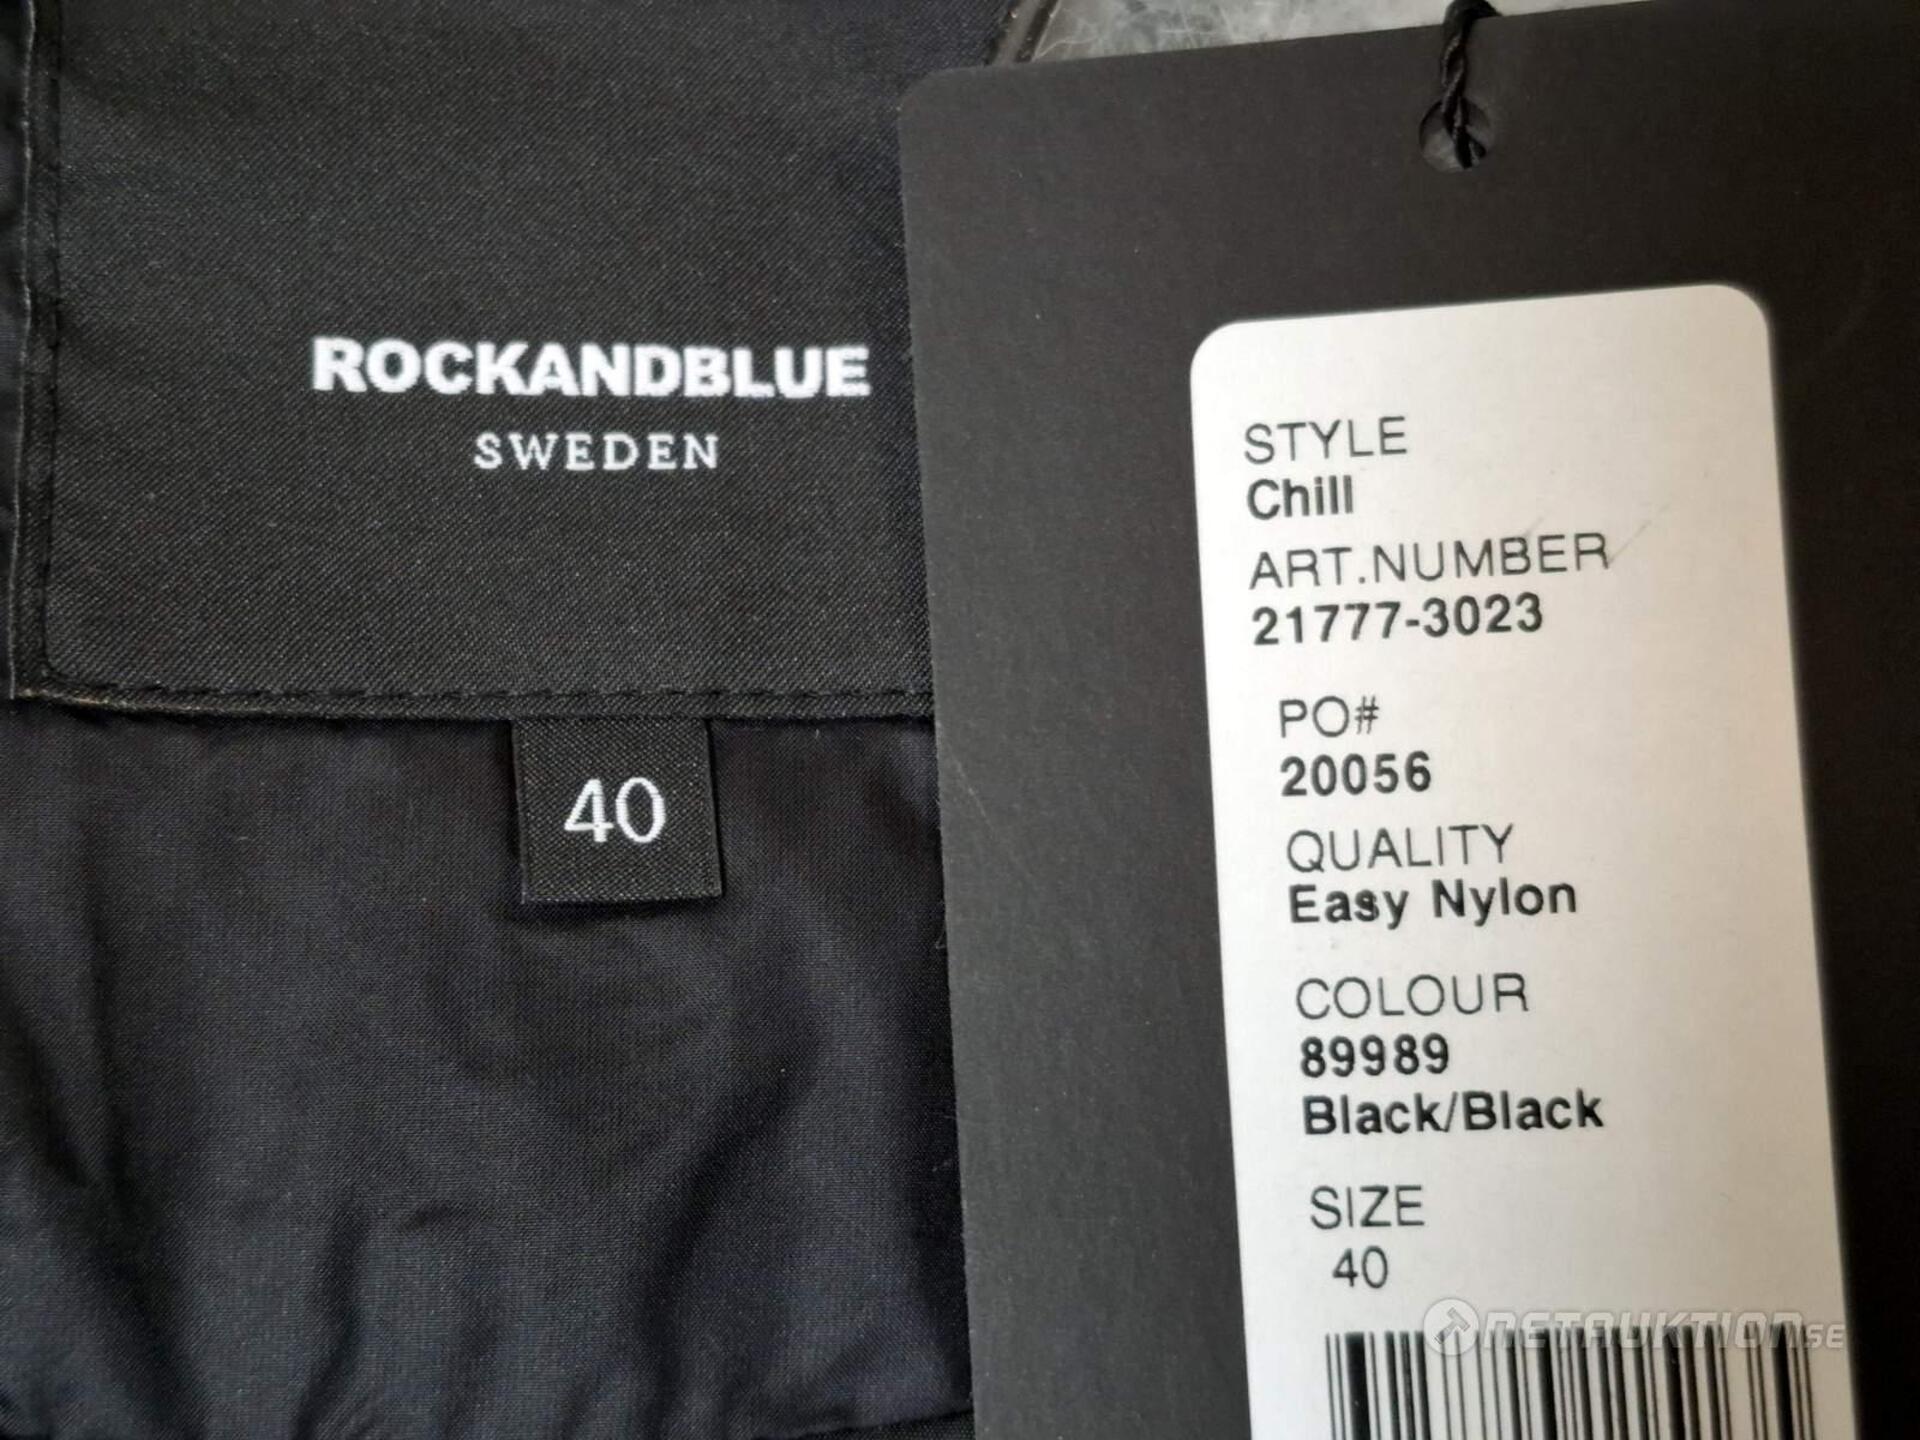 ROCKANDBLUE
SWEDEN
40
STYLE
Chill
ART.NUMBER
21777-3023
PO#
20056
QUALITY
Easy Nylon
COLOUR
89989
Black/Black
SIZE
40
NETAUKTION.SE